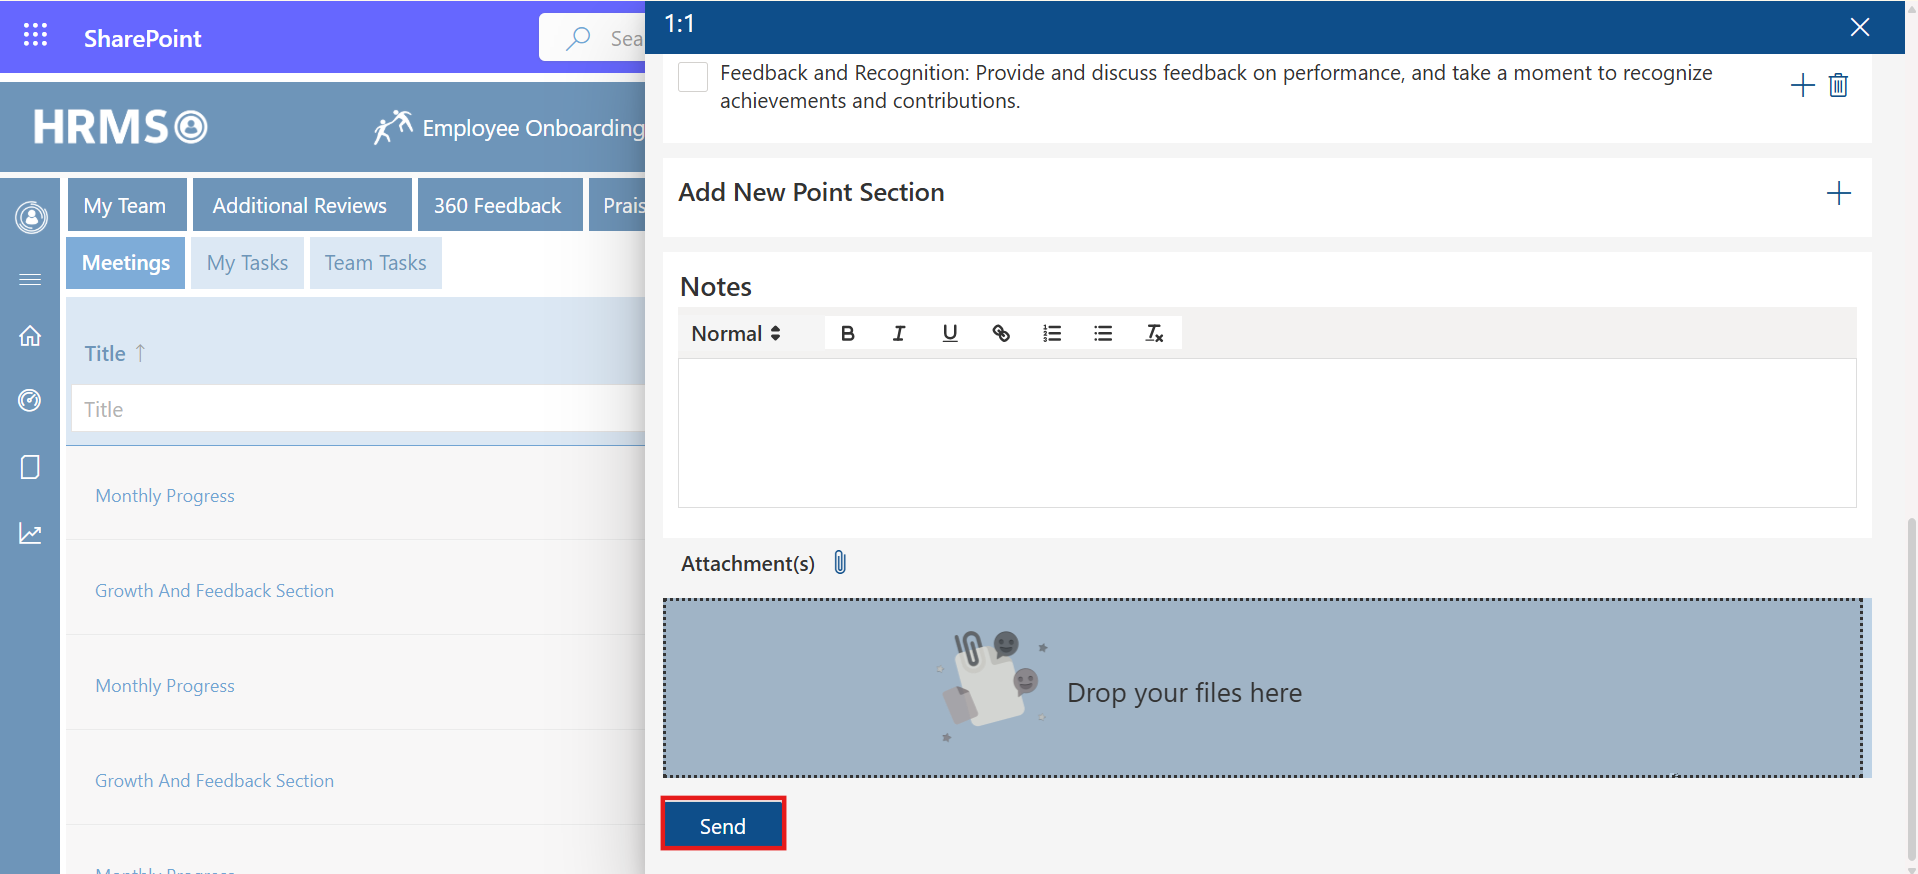 SharePoint
Sea
1:1
HRMS
Employee Onboarding
My Team
Additional Reviews
360 Feedback
Prais
Meetings
My Tasks
Team Tasks
Title ↑
Title
Monthly Progress
Growth And Feedback Section
Monthly Progress
Growth And Feedback Section
Monthly Progress
Feedback and Recognition: Provide and discuss feedback on performance, and take a moment to recognize
achievements and contributions.
Add New Point Section
Notes
Normal
Attachment(s)
Drop your files here
Send